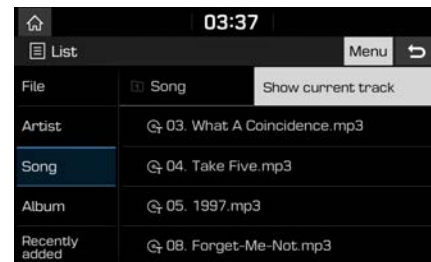 03:37
List
Menu
File
Song
Show current track
Artist
03. What A Coincidence.mp3
Song
04. Take Five.mp3
Album
05. 1997.mp3
Recently
added
08. Forget-Me-Not.mp3